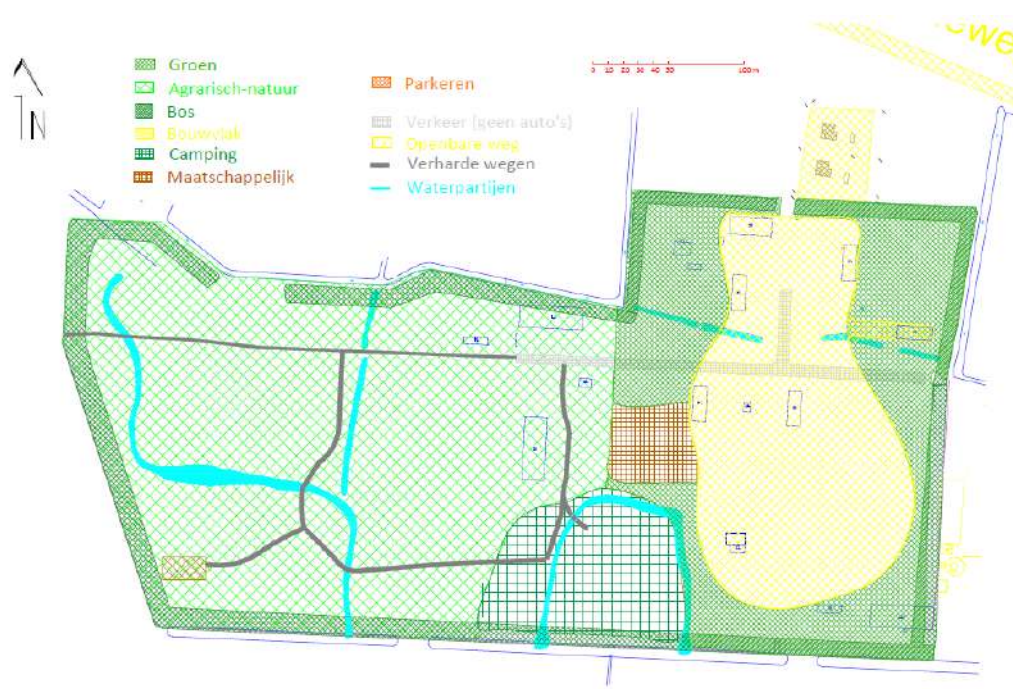 N
Groen
Agrarisch-natuur
Bos
Bouwvlak
Camping
Maatschappelijk
Parkeren
Verkeer (geen auto's)
Openbare weg
Verharde wegen
Waterpartijen
0 10 20 30 40 50 100m